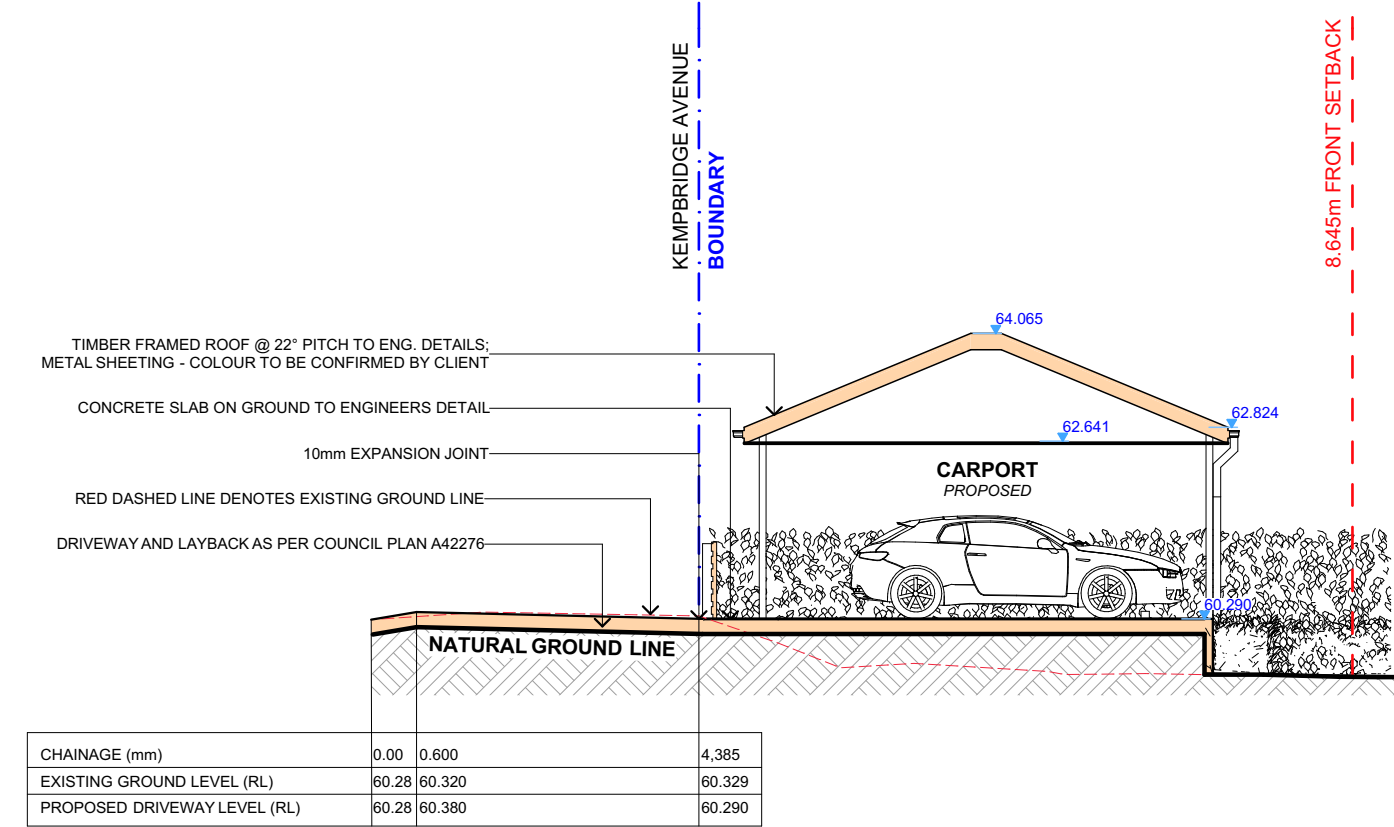 KEMPBRIDGE AVENUE
BOUNDARY
8.645m FRONT SETBACK
64.065
TIMBER FRAMED ROOF @ 22° PITCH TO ENG. DETAILS;
METAL SHEETING - COLOUR TO BE CONFIRMED BY CLIENT
CONCRETE SLAB ON GROUND TO ENGINEERS DETAIL
62.824
62.641
10mm EXPANSION JOINT
CARPORT
PROPOSED
RED DASHED LINE DENOTES EXISTING GROUND LINE
DRIVEWAY AND LAYBACK AS PER COUNCIL PLAN A42276
60.290
NATURAL GROUND LINE
CHAINAGE (mm) 0.00 0.600 4,385
EXISTING GROUND LEVEL (RL) 60.28 60.320 60.329
PROPOSED DRIVEWAY LEVEL (RL) 60.28 60.380 60.290